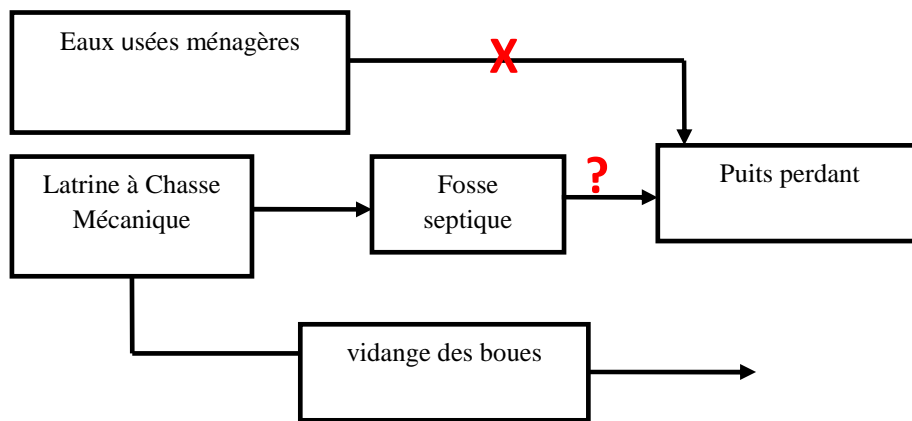 Eaux usées ménagères
X
Latrine à Chasse
Mécanique
Fosse
septique
?
Puits perdant
vidange des boues